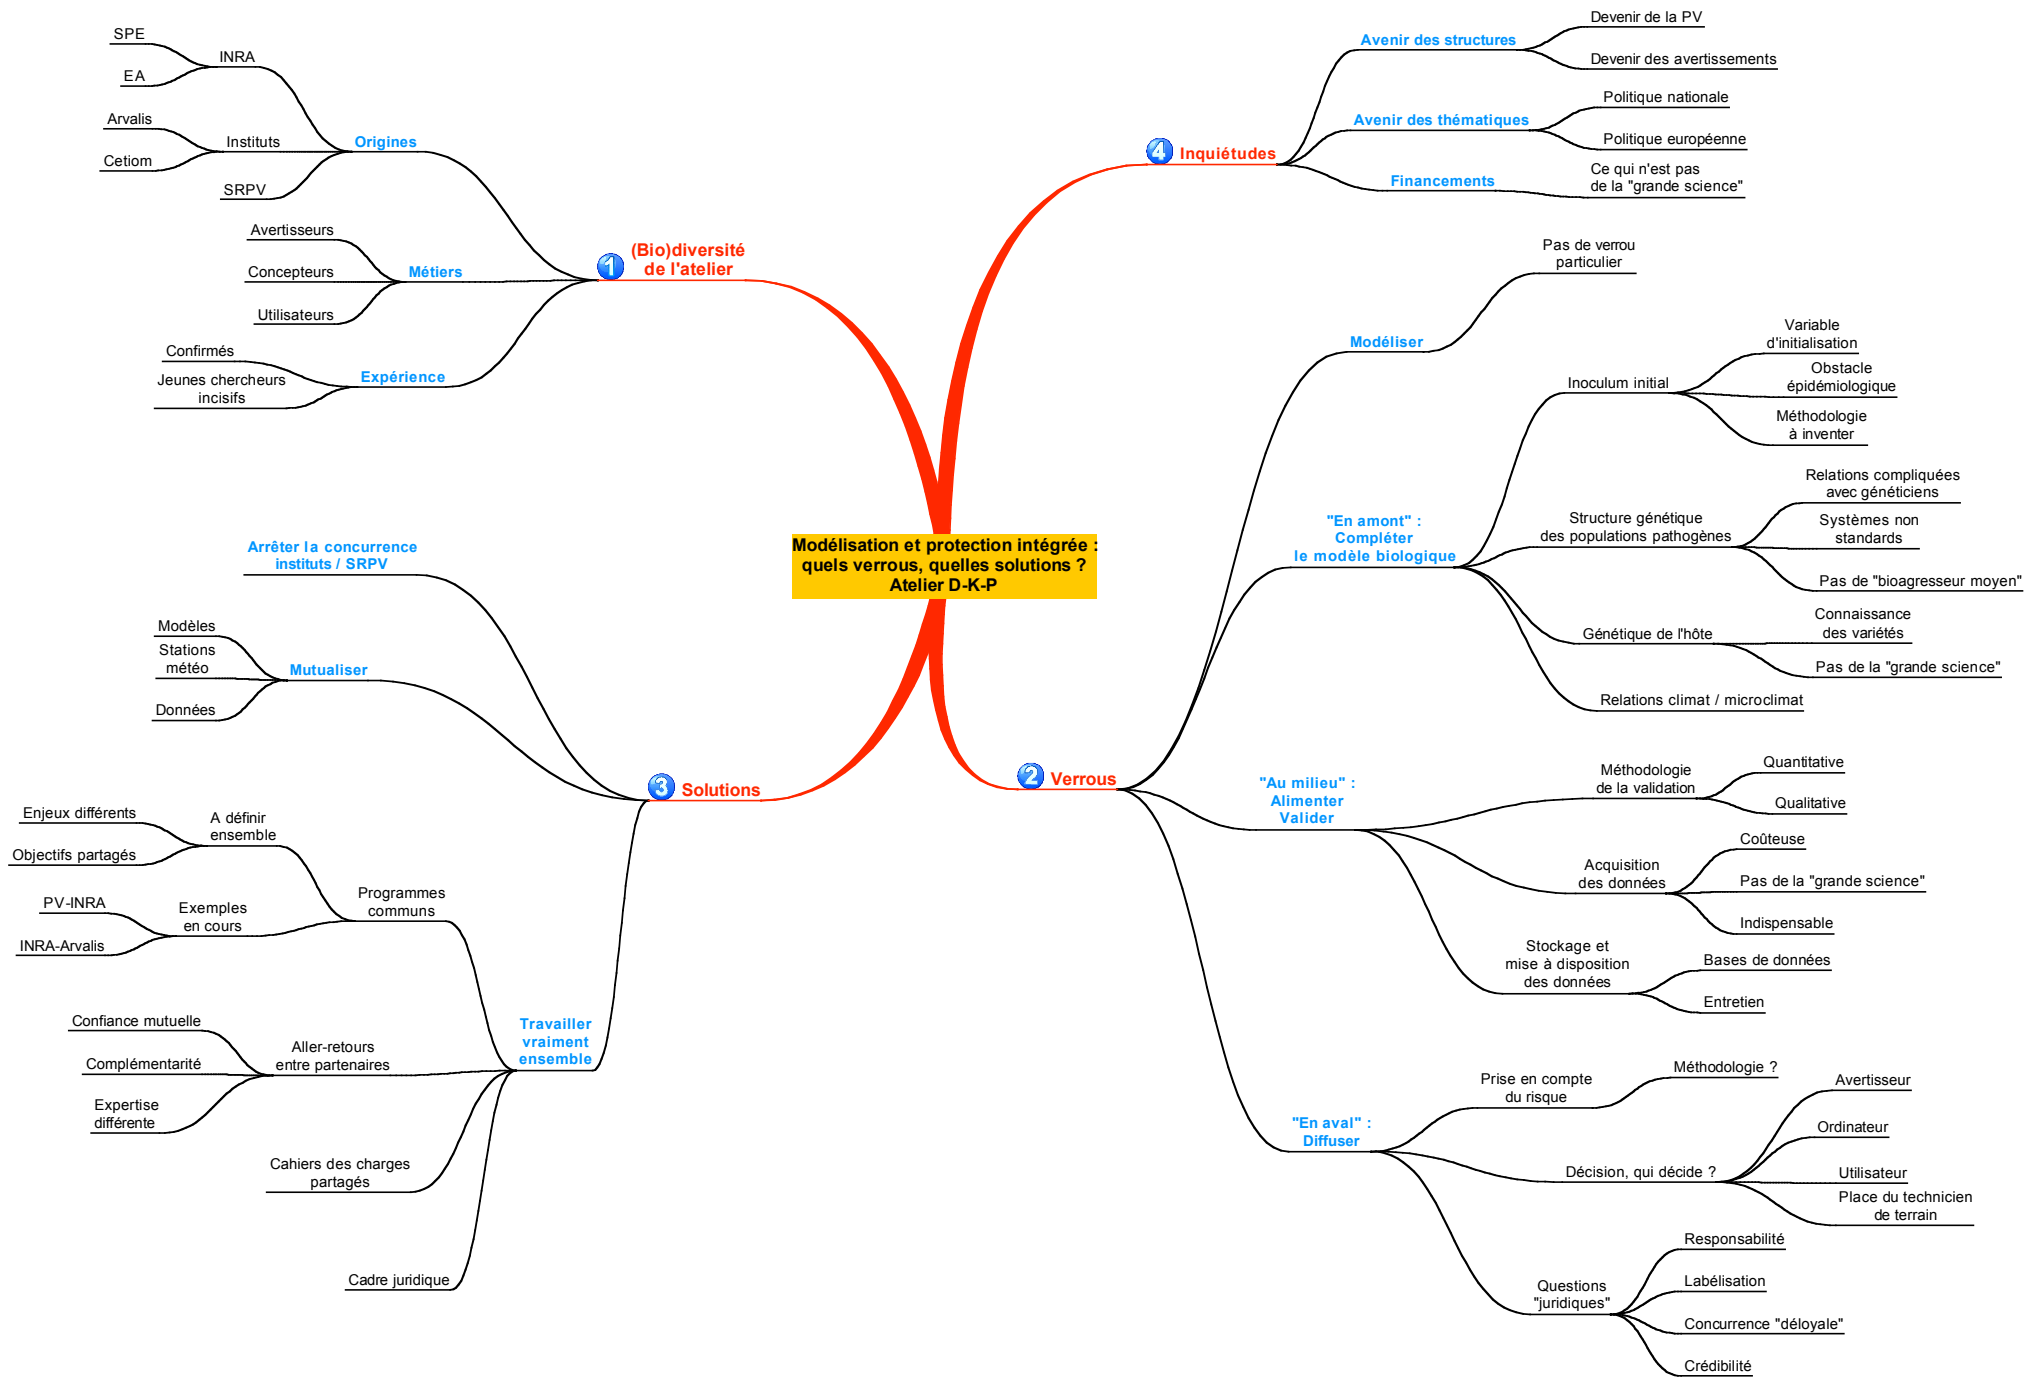 Modélisation et protection intégrée :
quels verrous, quelles solutions ?
Atelier D-K-P
1
(Bio)diversité
de l'atelier
Origines
INRA
SPE
EA
Instituts
Arvalis
Cetiom
SRPV
Métiers
Avertisseurs
Concepteurs
Utilisateurs
Expérience
Confirmés
Jeunes chercheurs
incisifs
2
Verrous
Modéliser
Pas de verrou
particulier
"En amont" :
Compléter
le modèle biologique
Inoculum initial
Variable
d'initialisation
Obstacle
épidémiologique
Méthodologie
à inventer
Structure génétique
des populations pathogènes
Relations compliquées
avec généticiens
Systèmes non
standards
Pas de "bioagresseur moyen"
Génétique de l'hôte
Connaissance
des variétés
Pas de la "grande science"
Relations climat / microclimat
"Au milieu" :
Alimenter
Valider
Méthodologie
de la validation
Quantitative
Qualitative
Acquisition
des données
Coûteuse
Pas de la "grande science"
Indispensable
Stockage et
mise à disposition
des données
Bases de données
Entretien
"En aval" :
Diffuser
Prise en compte
du risque
Méthodologie ?
Décision, qui décide ?
Avertisseur
Ordinateur
Utilisateur
Place du technicien
de terrain
Questions
"juridiques"
Responsabilité
Labélisation
Concurrence "déloyale"
Crédibilité
3
Solutions
Arrêter la concurrence
instituts / SRPV
Mutualiser
Modèles
Stations
météo
Données
Travailler
vraiment
ensemble
Programmes
communs
A définir
ensemble
Enjeux différents
Objectifs partagés
Exemples
en cours
PV-INRA
INRA-Arvalis
Aller-retours
entre partenaires
Confiance mutuelle
Complémentarité
Expertise
différente
Cahiers des charges
partagés
Cadre juridique
4
Inquiétudes
Avenir des structures
Devenir de la PV
Devenir des avertissements
Avenir des thématiques
Politique nationale
Politique européenne
Financements
Ce qui n'est pas
de la "grande science"